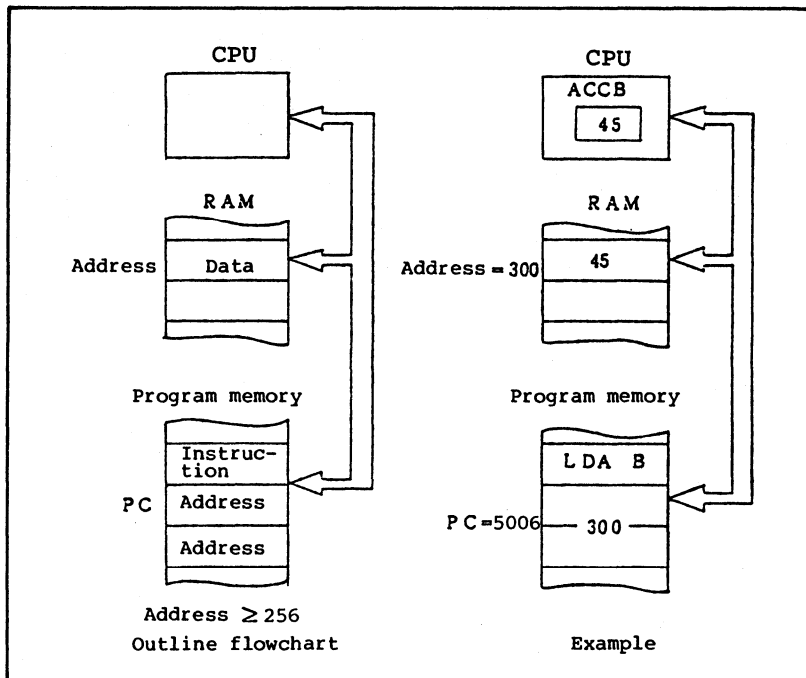 CPU
RAM
Address
Data
Program memory
Instruc-
tion
PC
Address
Address
Address ≥ 256
Outline flowchart
CPU
ACCB
45
RAM
Address = 300
45
Program memory
LDA B
PC=5006
300
Example